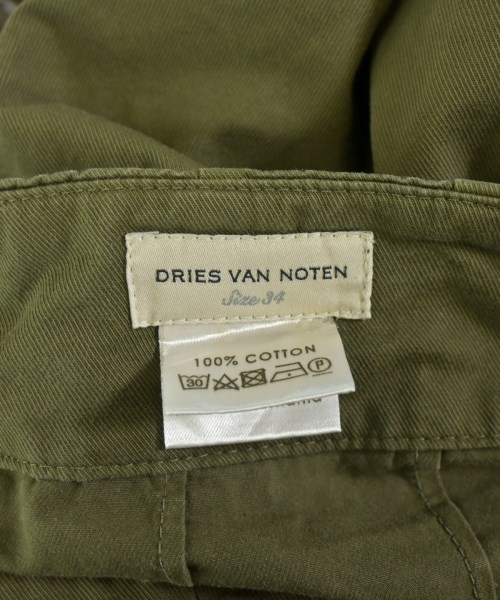 DRIES VAN NOTEN
Size 34
100% COTTON
30 P